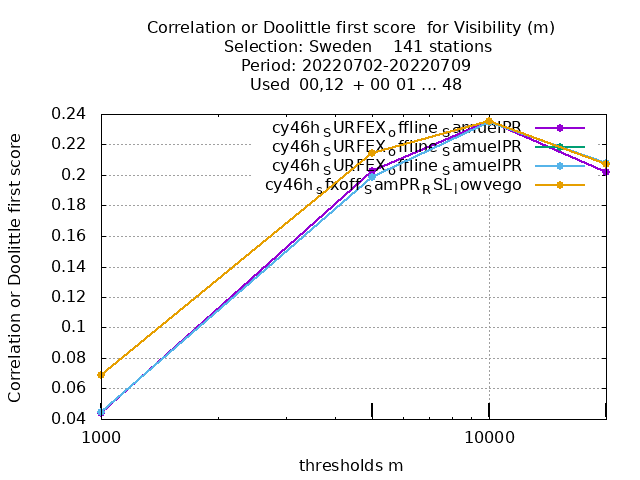 Correlation or Doolittle first score  for Visibility (m)
Selection: Sweden    141 stations
Period: 20220702-20220709
Used  00,12  + 00 01 ... 48
Correlation or Doolittle first score
0.24
0.22
0.2
0.18
0.16
0.14
0.12
0.1
0.08
0.06
0.04
cy46h_SURFEX_offline_SamuelPR
cy46h_SURFEX_offline_SamuelPR
cy46h_SURFEX_offline_SamuelPR
cy46h_sfxoff_SamPR_RSL_lowvego
1000
10000
thresholds m